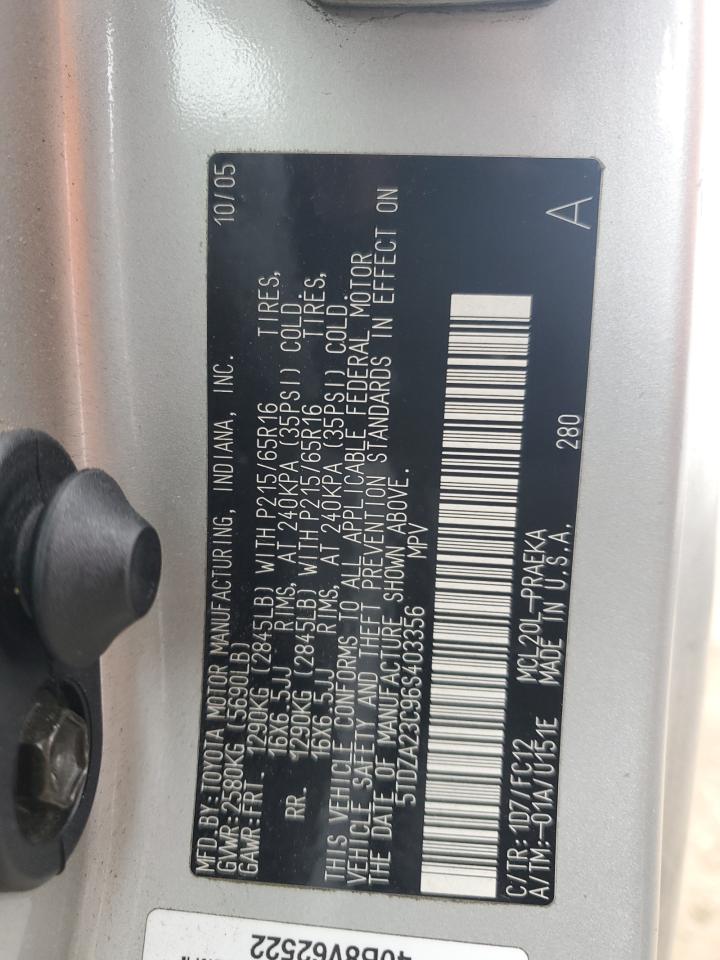 MFD.BY:TOYOTA MOTOR MANUFACTURING, INDIANA, INC. 10/05
GVWR:2580KG (5690LB)
GAWR:FRT. 1290KG (2845LB) WITH P215/65R16 TIRES,
16X6.5JJ RIMS, AT 240KPA (35PSI) COLD.
RR. 1290KG (2845LB) WITH P215/65R16 TIRES,
16X6.5JJ RIMS, AT 240KPA (35PSI) COLD.
THIS VEHICLE CONFORMS TO ALL APPLICABLE FEDERAL MOTOR
VEHICLE SAFETY AND THEFT PREVENTION STANDARDS IN EFFECT ON
THE DATE OF MANUFACTURE SHOWN ABOVE.
5TDZA23C96S403356 MPV
C/TR:1D7/FC12 MCL20L-PRAEKA 280 A
A/TM:-01A/U151E MADE IN U.S.A.
40B8V62522